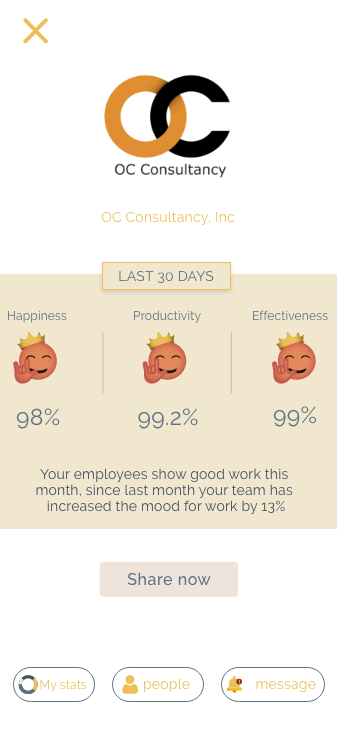 OC
OC Consultancy
OC Consultancy, Inc
LAST 30 DAYS
Happiness Productivity Effectiveness
98% 99.2% 99%
Your employees show good work this
month, since last month your team has
increased the mood for work by 13%
Share now
My stats people message